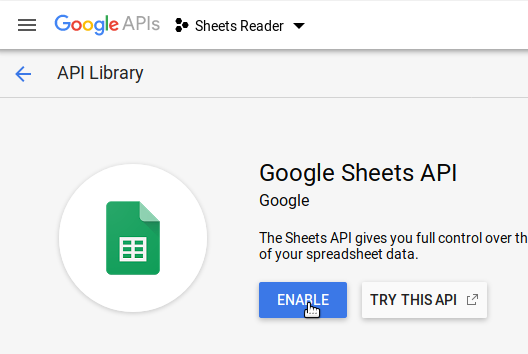 Google APIs Sheets Reader
API Library
Google Sheets API
Google
The Sheets API gives you full control over th
of your spreadsheet data.
ENABLE TRY THIS API